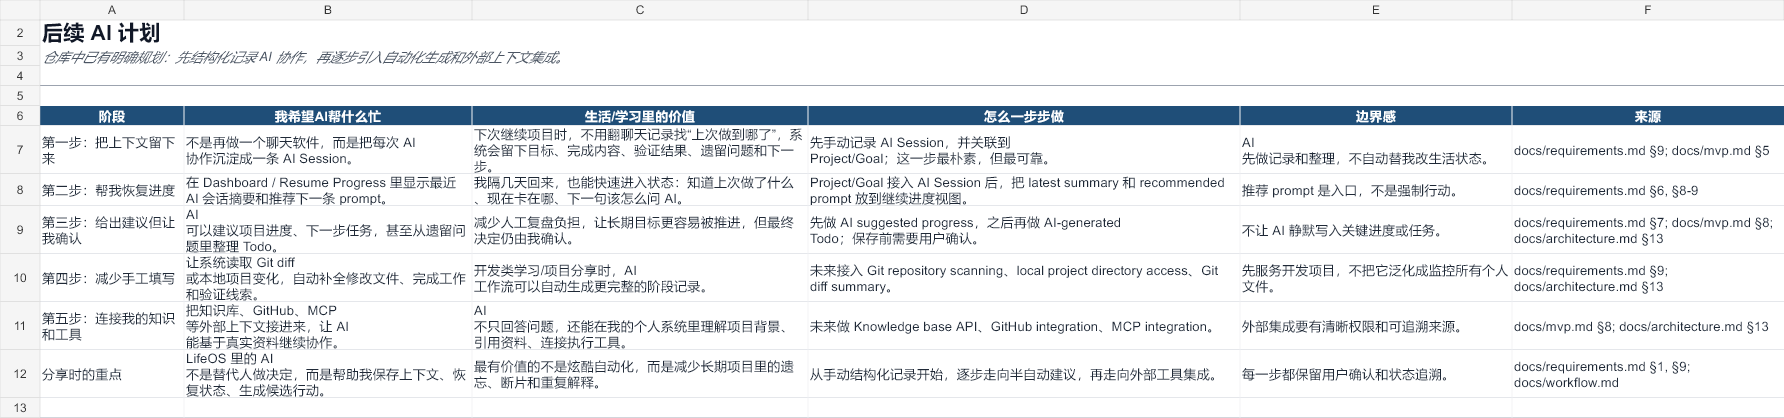 A B C D E F
2 后续 AI 计划
3 仓库中已有明确规划：先结构化记录 AI 协作，再逐步引入自动化生成和外部上下文集成。
4
5
6 阶段 我希望AI帮什么忙 生活/学习里的价值 怎么一步步做 边界感 来源
7
第一步：把上下文留下
来
不是再做一个聊天软件，而是把每次 AI
协作沉淀成一条 AI Session。
下次继续项目时，不用翻聊天记录找“上次做到哪了”，系
统会留下目标、完成内容、验证结果、遗留问题和下一
步。
先手动记录 AI Session，并关联到
Project/Goal；这一步最朴素，但最可靠。
AI
先做记录和整理，不自动替我改生活状态。
docs/requirements.md §9; docs/mvp.md §5
8
第二步：帮我恢复进度
在 Dashboard / Resume Progress 里显示最近
AI 会话摘要和推荐下一条 prompt。
我隔几天回来，也能快速进入状态：知道上次做了什么
、现在卡在哪、下一句该怎么问 AI。
Project/Goal 接入 AI Session 后，把 latest summary 和 recommended
prompt 放到继续进度视图。
推荐 prompt 是入口，不是强制行动。
docs/requirements.md §6, §8-9
9
第三步：给出建议但让
我确认
AI
可以建议项目进度、下一步任务，甚至从遗留问
题里整理 Todo。
减少人工复盘负担，让长期目标更容易被推进，但最终
决定仍由我确认。
先做 AI suggested progress，之后再做 AI-generated
Todo；保存前需要用户确认。
不让 AI 静默写入关键进度或任务。
docs/requirements.md §7; docs/mvp.md §8;
docs/architecture.md §13
10
第四步：减少手工填写
让系统读取 Git diff
或本地项目变化，自动补全修改文件、完成工作
和验证线索。
开发类学习/项目分享时，AI
工作流可以自动生成更完整的阶段记录。
未来接入 Git repository scanning、local project directory access、Git
diff summary。
先服务开发项目，不把它泛化成监控所有个人
文件。
docs/requirements.md §9;
docs/architecture.md §13
11
第五步：连接我的知识
和工具
把知识库、GitHub、MCP
等外部上下文接进来，让 AI
能基于真实资料继续协作。
AI
不只回答问题，还能在我的个人系统里理解项目背景、
引用资料、连接执行工具。
未来做 Knowledge base API、GitHub integration、MCP integration。
外部集成要有清晰权限和可追溯来源。
docs/mvp.md §8; docs/architecture.md §13
12
分享时的重点
LifeOS 里的 AI
不是替代人做决定，而是帮助我保存上下文、恢
复状态、生成候选行动。
最有价值的不是炫酷自动化，而是减少长期项目里的遗
忘、断片和重复解释。
从手动结构化记录开始，逐步走向半自动建议，再走向外部工具集成。
每一步都保留用户确认和状态追溯。
docs/requirements.md §1, §9;
docs/workflow.md
13